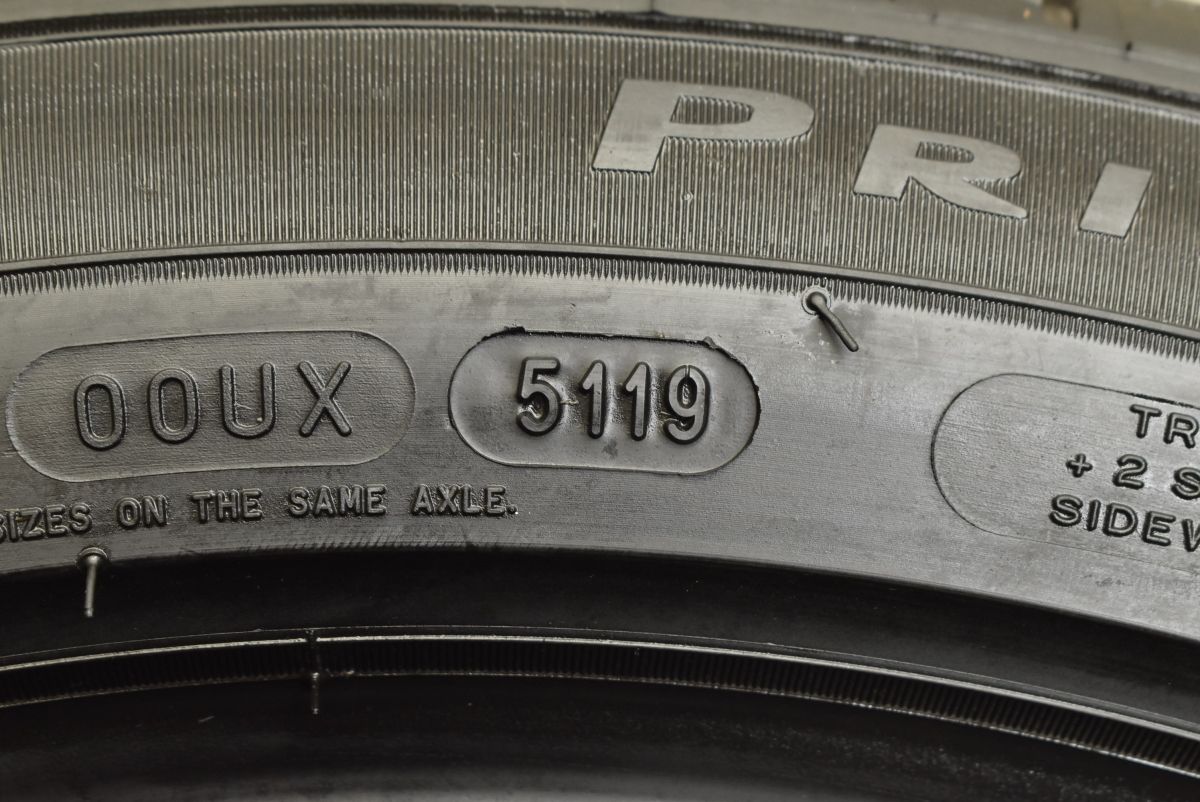 PRI
00UX 5119
SIZES ON THE SAME AXLE.
TR
+ 2 S
SIDEW